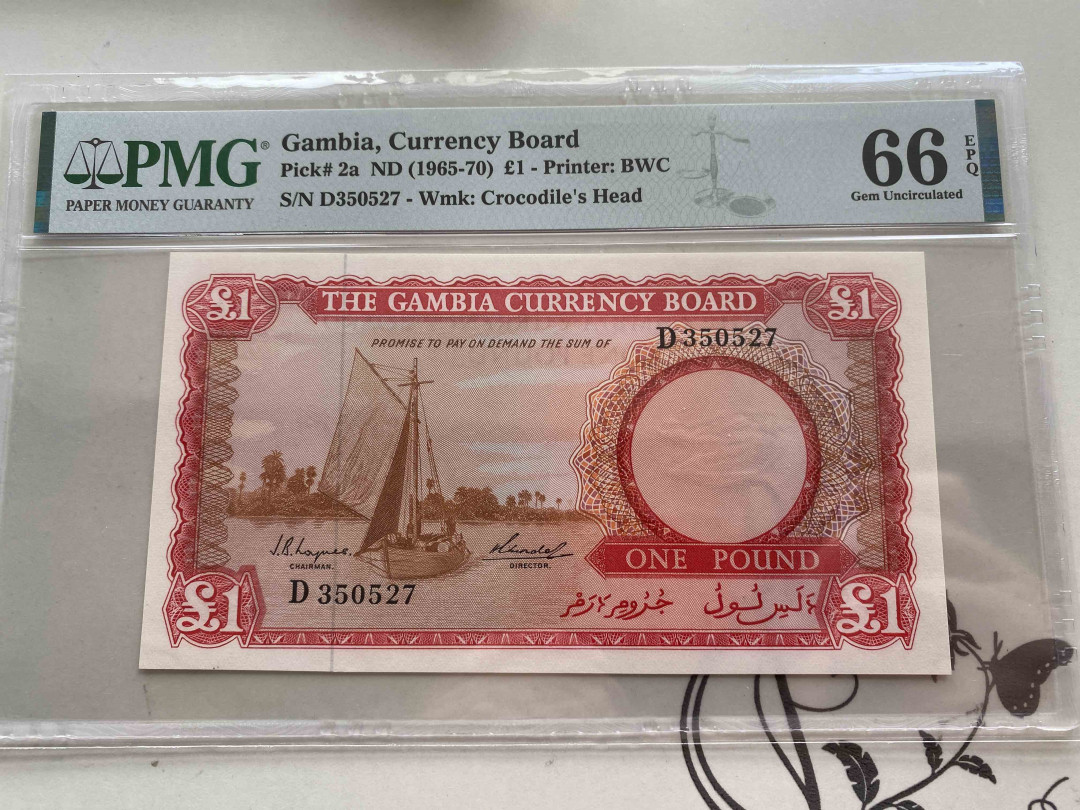 PMG®
PAPER MONEY GUARANTY
Gambia, Currency Board
Pick# 2a ND (1965-70) £1 - Printer: BWC
S/N D350527 - Wmk: Crocodile's Head
66
EPQ
Gem Uncirculated
£1
THE GAMBIA CURRENCY BOARD
£1
PROMISE TO PAY ON DEMAND THE SUM OF
D 350527
CHAIRMAN.
DIRECTOR.
ONE POUND
D 350527
£1
£1